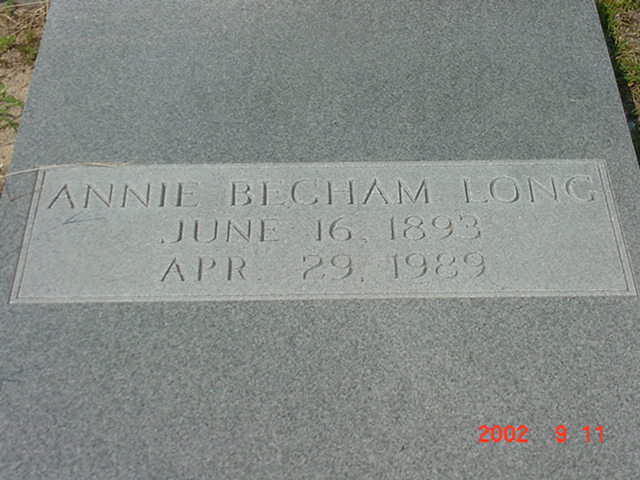 ANNIE BECHAM LONG
JUNE 16, 1893
APR. 29, 1989
2002 9 11